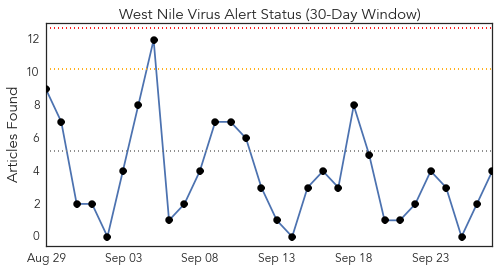 West Nile Virus Alert Status (30-Day Window)
Articles Found
12
10
8
6
4
2
0
Aug 29 Sep 03 Sep 08 Sep 13 Sep 18 Sep 23